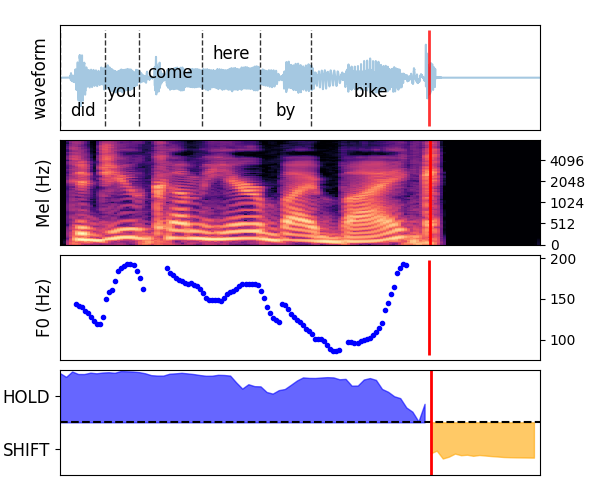 waveform
did
you
come
here
by
bike
Mel (Hz)
4096
2048
1024
512
0
F0 (Hz)
200
150
100
HOLD
SHIFT